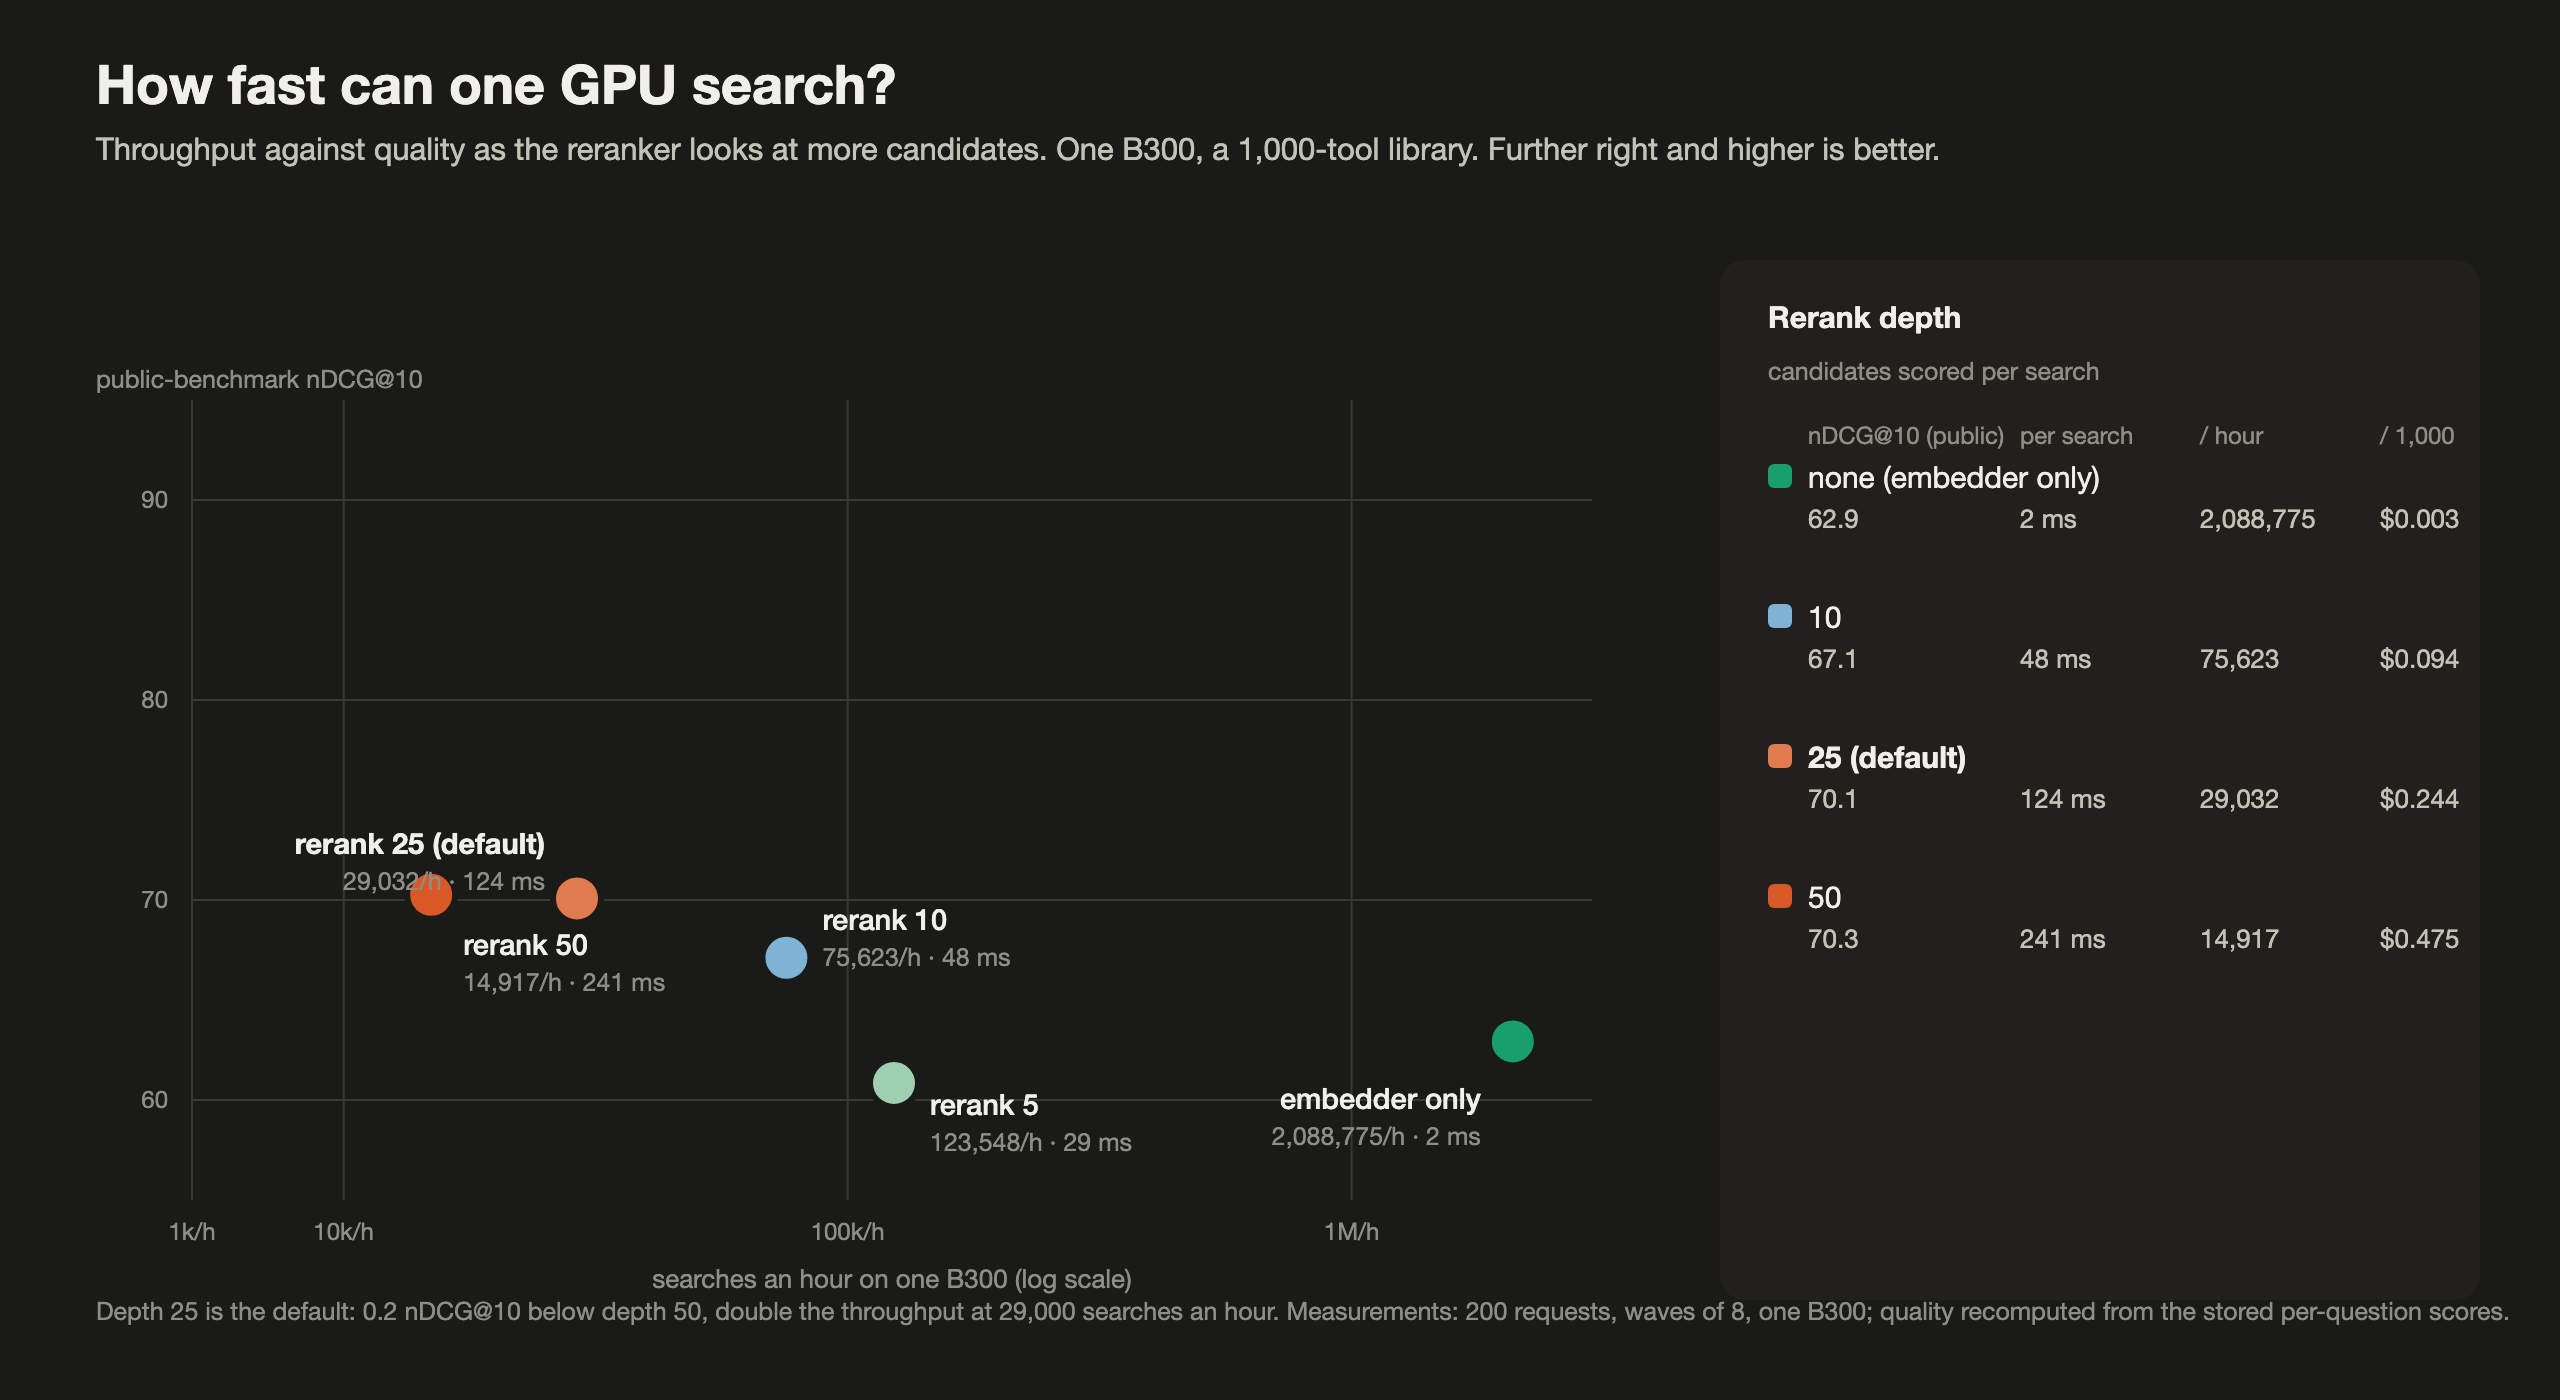 How fast can one GPU search?
Throughput against quality as the reranker looks at more candidates. One B300, a 1,000-tool library. Further right and higher is better.
public-benchmark nDCG@10
90
80
70
60
rerank 25 (default)
29,032/h · 124 ms
rerank 50
14,917/h · 241 ms
rerank 10
75,623/h · 48 ms
rerank 5
123,548/h · 29 ms
embedder only
2,088,775/h · 2 ms
1k/h 10k/h 100k/h 1M/h
searches an hour on one B300 (log scale)
Rerank depth
candidates scored per search
nDCG@10 (public) per search / hour / 1,000
none (embedder only)
62.9 2 ms 2,088,775 $0.003
10
67.1 48 ms 75,623 $0.094
25 (default)
70.1 124 ms 29,032 $0.244
50
70.3 241 ms 14,917 $0.475
Depth 25 is the default: 0.2 nDCG@10 below depth 50, double the throughput at 29,000 searches an hour. Measurements: 200 requests, waves of 8, one B300; quality recomputed from the stored per-question scores.